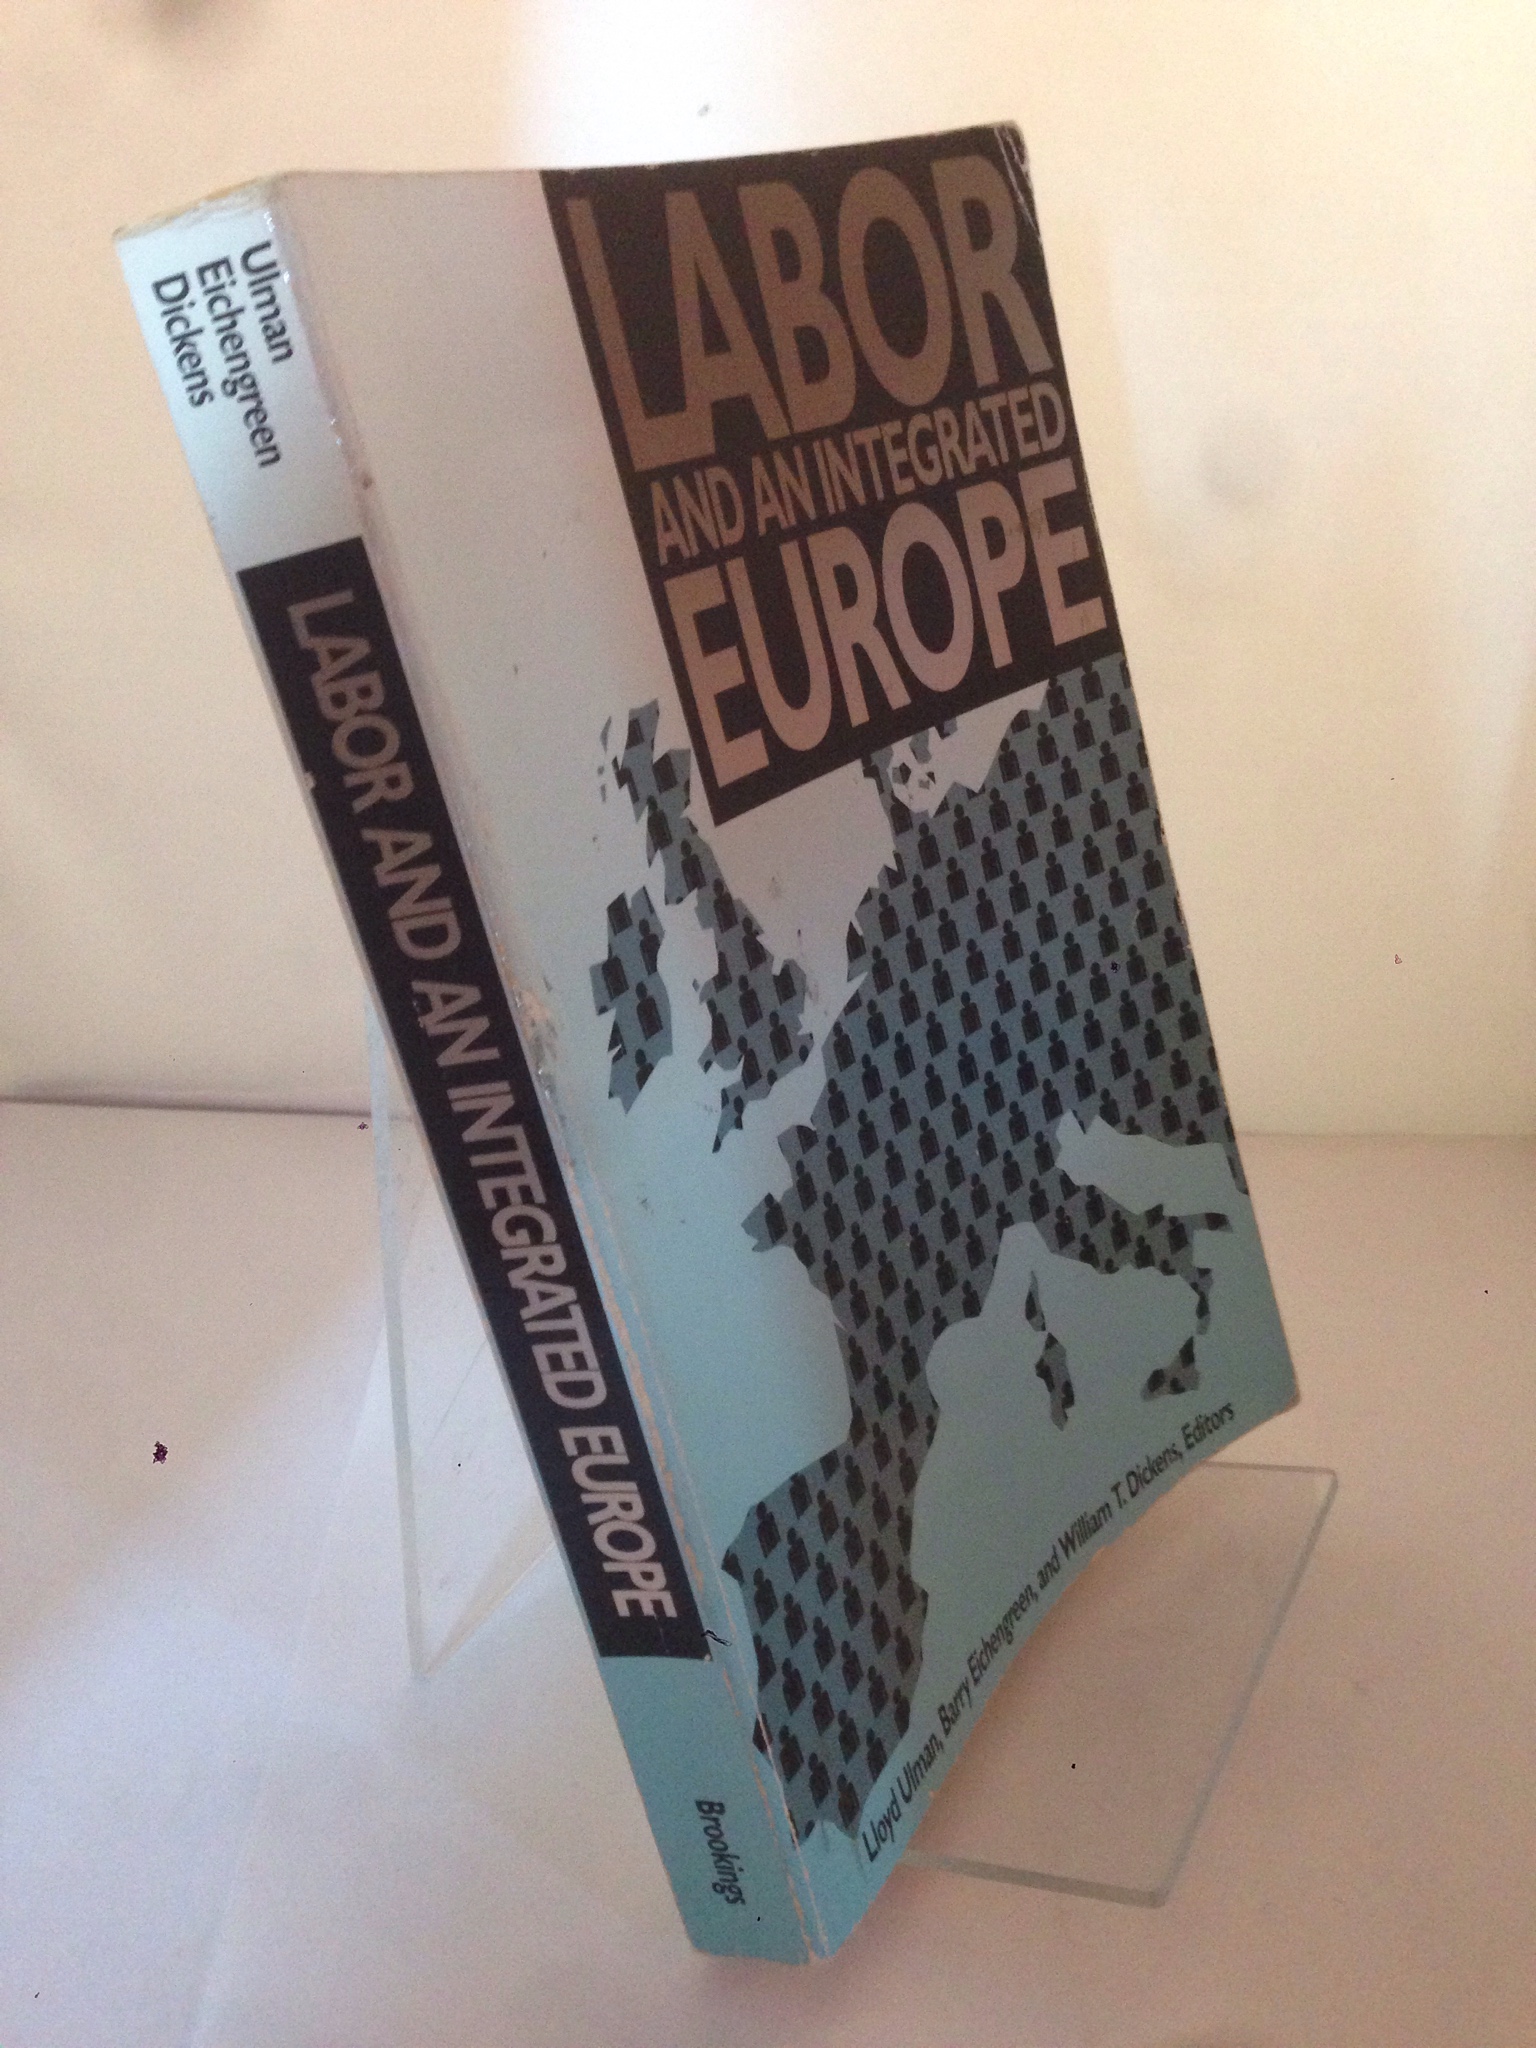 Ulman
Eichengreen
Dickens
LABOR AND AN INTEGRATED EUROPE
Brookings
LABOR
AND AN INTEGRATED
EUROPE
Lloyd Ulman, Barry Eichengreen, and William T. Dickens, Editors